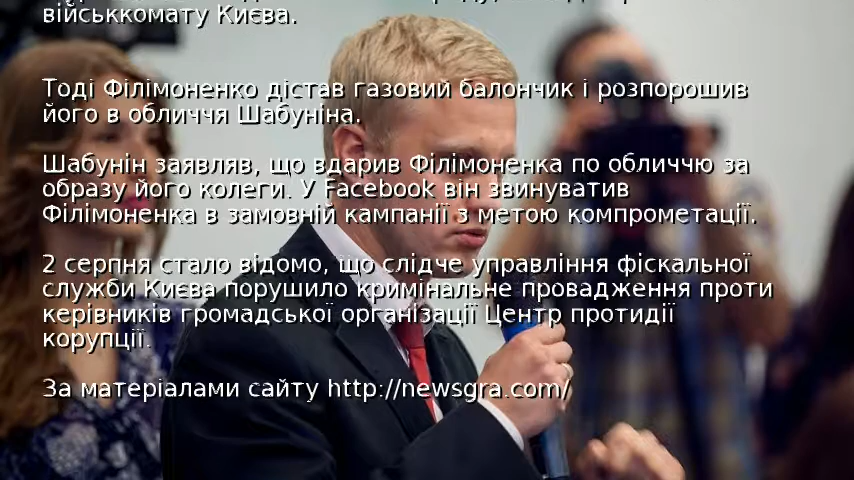 військкомату Києва.
Тоді Філімоненко дістав газовий балончик і розпорошив
його в обличчя Шабуніна.
Шабунін заявляв, що вдарив Філімоненка по обличчю за
образу його колеги. У Facebook він звинуватив
Філімоненка в замовній кампанії з метою компрометації.
2 серпня стало відомо, що слідче управління фіскальної
служби Києва порушило кримінальне провадження проти
керівників громадської організації Центр протидії
корупції.
За матеріалами сайту http://newsgra.com/